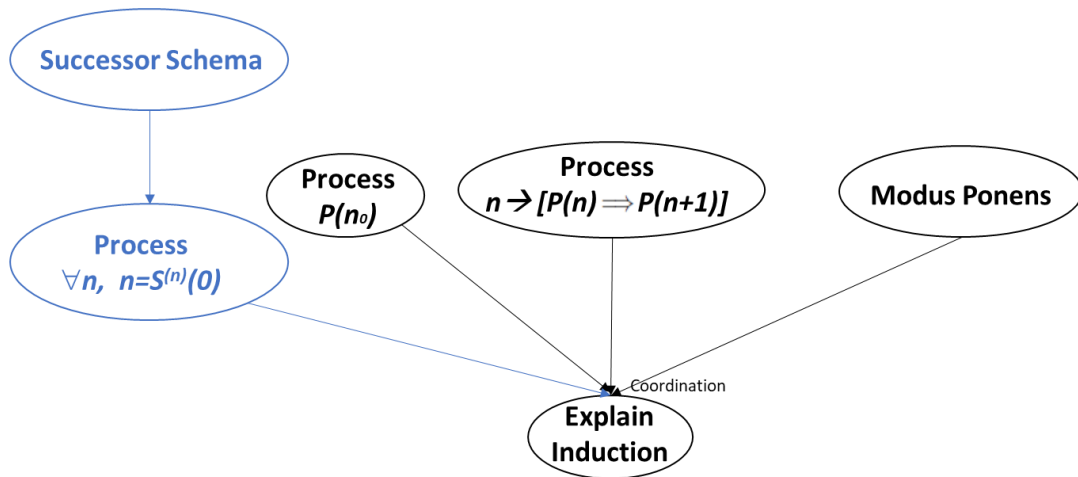 Successor Schema
Process
P(n₀)
Process
n → [P(n) ⟹ P(n+1)]
Modus Ponens
Process
∀n, n=S⁽ⁿ⁾(0)
Coordination
Explain
Induction